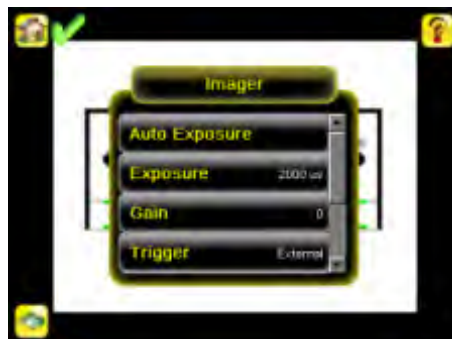 Imager
Auto Exposure
Exposure 2000 us
Gain 0
Trigger External